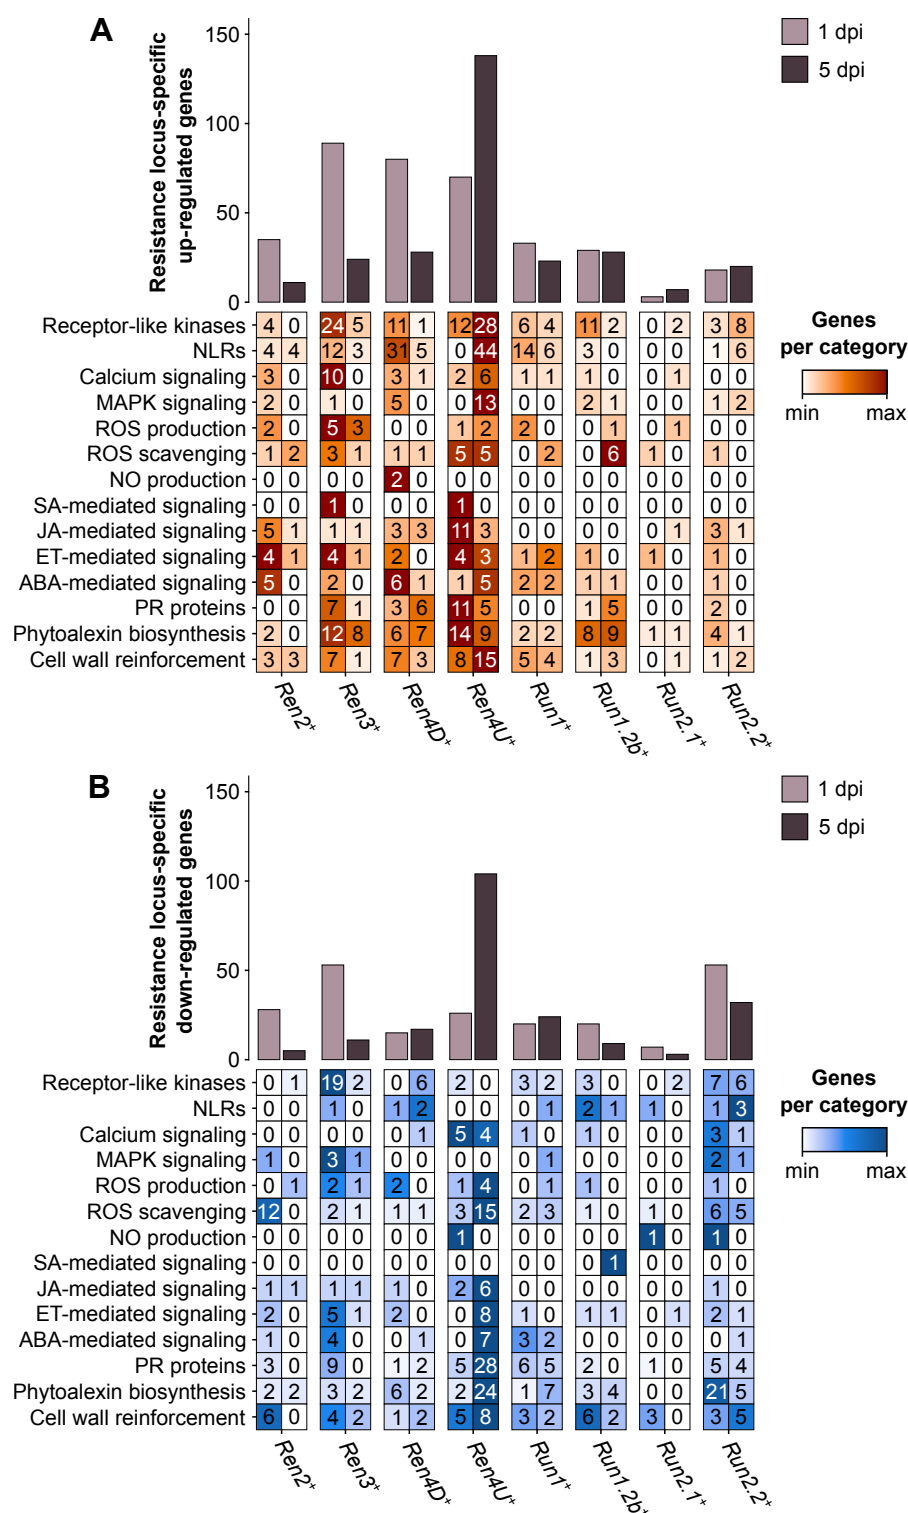 A
1 dpi
5 dpi
Resistance locus-specific
up-regulated genes
150
100
50
0
Receptor-like kinases 4 0 24 5 11 1 12 28 6 4 11 2 0 2 3 8
NLRs 4 4 12 3 31 5 0 44 14 6 3 0 0 0 1 6
Calcium signaling 3 0 10 0 3 1 2 6 1 1 1 0 0 1 0 0
MAPK signaling 2 0 1 0 5 0 0 13 0 0 2 1 0 0 1 2
ROS production 2 0 5 3 0 0 1 2 2 0 0 1 0 1 0 0
ROS scavenging 1 2 3 1 1 1 5 5 0 2 0 6 1 0 1 0
NO production 0 0 0 0 2 0 0 0 0 0 0 0 0 0 0 0
SA-mediated signaling 0 0 1 0 0 0 1 0 0 0 0 0 0 0 0 0
JA-mediated signaling 5 1 1 1 3 3 11 3 0 0 0 0 0 1 3 1
ET-mediated signaling 4 1 4 1 2 0 4 3 1 2 1 0 1 0 1 0
ABA-mediated signaling 5 0 2 0 6 1 1 5 2 2 1 1 0 0 1 0
PR proteins 0 0 7 1 3 6 11 5 0 0 1 5 0 0 2 0
Phytoalexin biosynthesis 2 0 12 8 6 7 14 9 2 2 8 9 1 1 4 1
Cell wall reinforcement 3 3 7 1 7 3 8 15 5 4 1 3 0 1 1 2
Genes
per category
min max
Ren2+ Ren3+ Ren4D+ Ren4U+ Run1+ Run1.2b+ Run2.1+ Run2.2+
B
1 dpi
5 dpi
Resistance locus-specific
down-regulated genes
150
100
50
0
Receptor-like kinases 0 1 19 2 0 6 2 0 3 2 3 0 0 2 7 6
NLRs 0 0 1 0 1 2 0 0 0 1 2 1 1 0 1 3
Calcium signaling 0 0 0 0 0 1 5 4 1 0 1 0 0 0 3 1
MAPK signaling 1 0 3 1 0 0 0 0 0 1 0 0 0 0 2 1
ROS production 0 1 2 1 2 0 1 4 0 1 1 0 0 0 1 0
ROS scavenging 12 0 2 1 1 1 3 15 2 3 1 0 1 0 6 5
NO production 0 0 0 0 0 0 1 0 0 0 0 0 1 0 1 0
SA-mediated signaling 0 0 0 0 0 0 0 0 0 0 0 1 0 0 0 0
JA-mediated signaling 1 1 1 1 1 0 2 6 0 0 0 0 0 0 1 0
ET-mediated signaling 2 0 5 1 2 0 0 8 1 0 1 1 0 1 2 1
ABA-mediated signaling 1 0 4 0 0 1 0 7 3 2 0 0 0 0 0 1
PR proteins 3 0 9 0 1 2 5 28 6 5 2 0 1 0 5 4
Phytoalexin biosynthesis 2 2 3 2 6 2 2 24 1 7 3 4 0 0 21 5
Cell wall reinforcement 6 0 4 2 1 2 5 8 3 2 6 2 3 0 3 5
Genes
per category
min max
Ren2+ Ren3+ Ren4D+ Ren4U+ Run1+ Run1.2b+ Run2.1+ Run2.2+